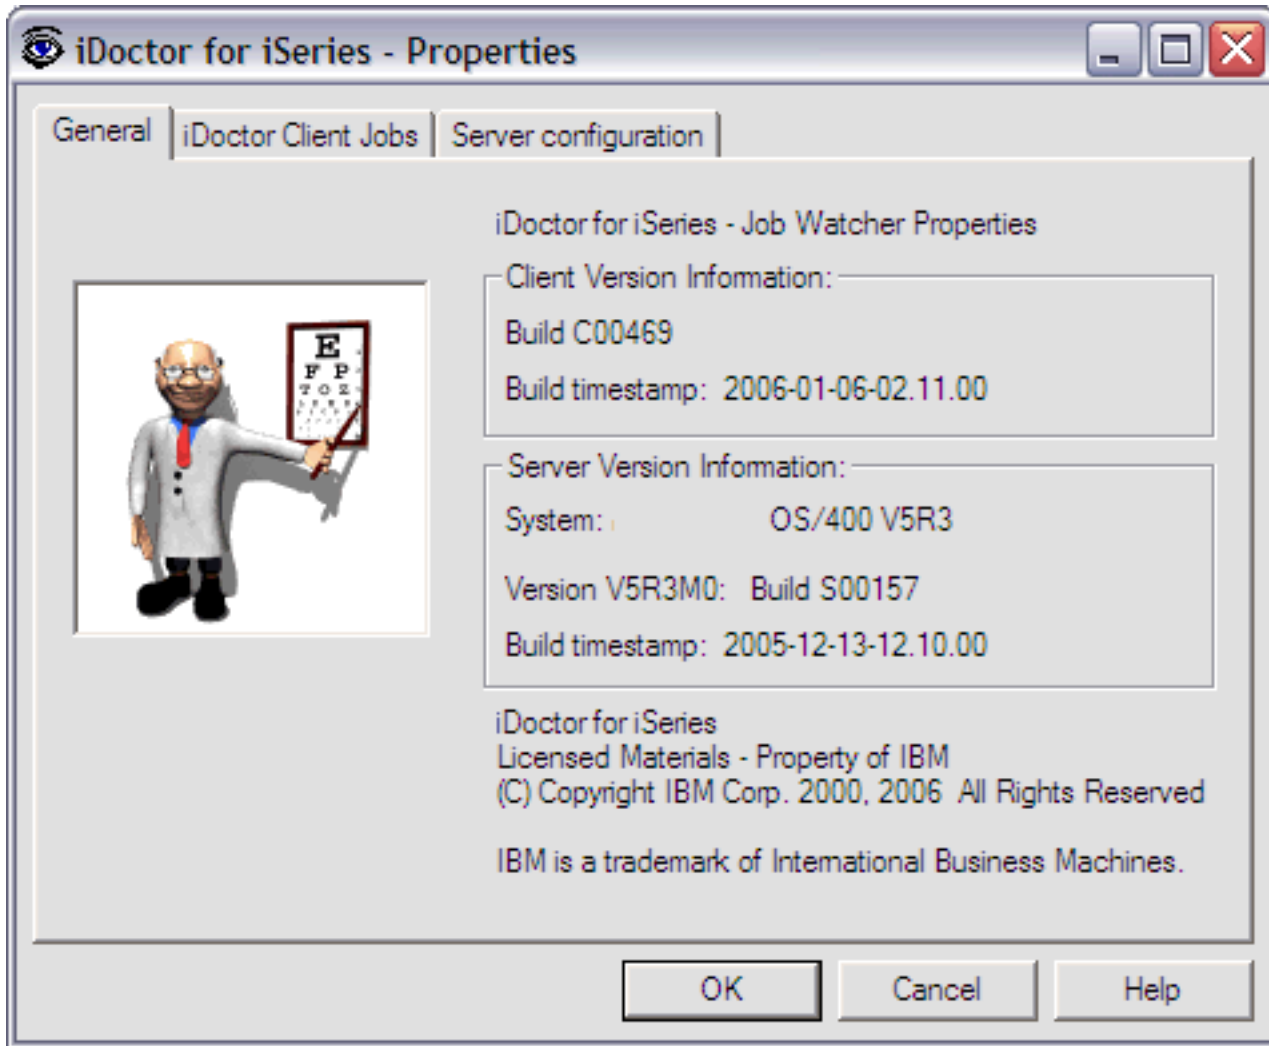 iDoctor for iSeries - Properties
General
iDoctor Client Jobs
Server configuration
E
F P
T O Z
iDoctor for iSeries - Job Watcher Properties
Client Version Information:
Build C00469
Build timestamp: 2006-01-06-02.11.00
Server Version Information:
System: OS/400 V5R3
Version V5R3M0: Build S00157
Build timestamp: 2005-12-13-12.10.00
iDoctor for iSeries
Licensed Materials - Property of IBM
(C) Copyright IBM Corp. 2000, 2006 All Rights Reserved
IBM is a trademark of International Business Machines.
OK
Cancel
Help